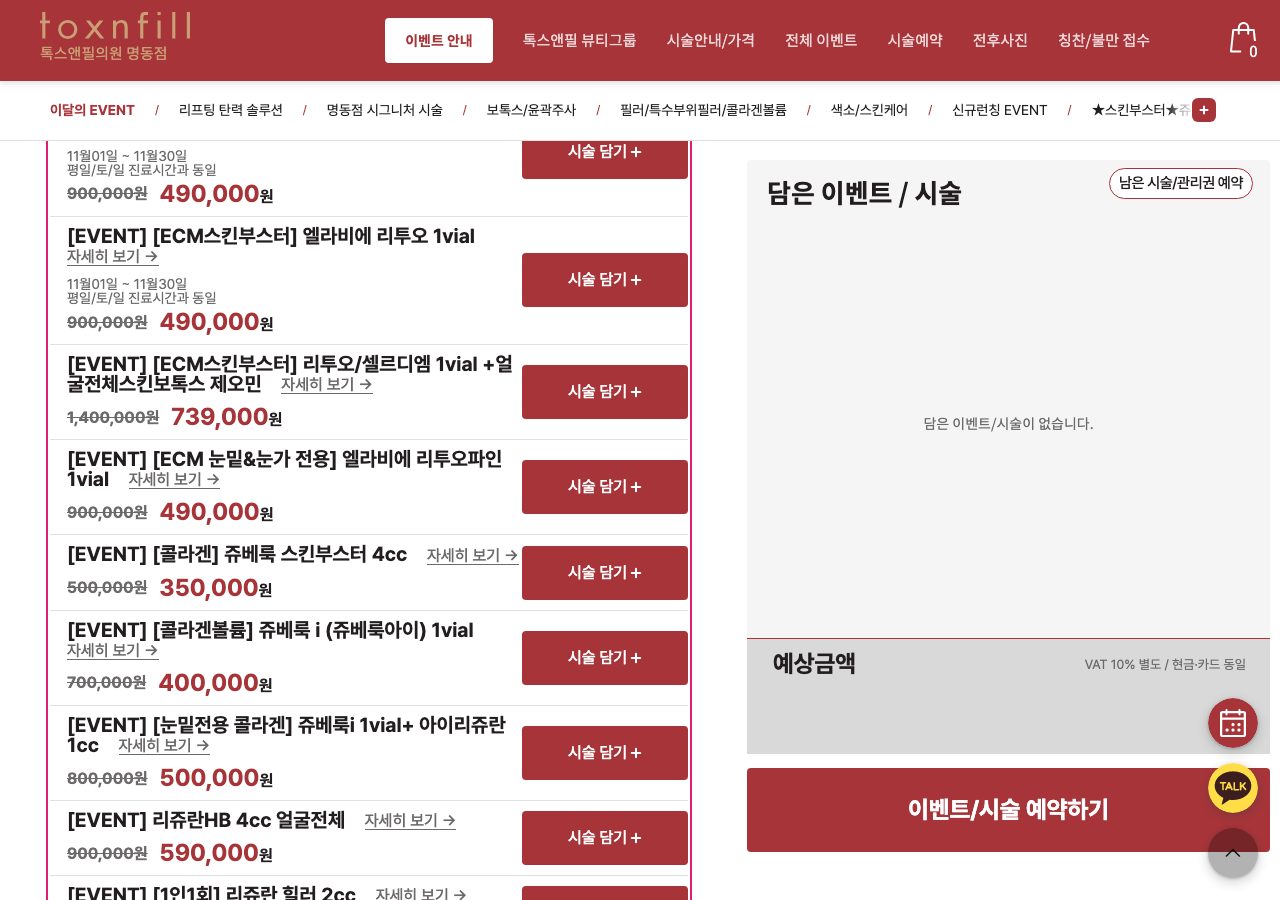 toxnfill
톡스앤필의원 명동점
이벤트 안내
톡스앤필 뷰티그룹
시술안내/가격
전체 이벤트
시술예약
전후사진
칭찬/불만 접수
0
이달의 EVENT / 리프팅 탄력 솔루션 / 명동점 시그니처 시술 / 보톡스/윤곽주사 / 필러/특수부위필러/콜라겐볼륨 / 색소/스킨케어 / 신규런칭 EVENT / ★스킨부스터★쥬
+
11월01일 ~ 11월30일
평일/토/일 진료시간과 동일
900,000원 490,000원
시술 담기 +
[EVENT] [ECM스킨부스터] 엘라비에 리투오 1vial
자세히 보기 →
11월01일 ~ 11월30일
평일/토/일 진료시간과 동일
900,000원 490,000원
시술 담기 +
[EVENT] [ECM스킨부스터] 리투오/셀르디엠 1vial +얼
굴전체스킨보톡스 제오민 자세히 보기 →
1,400,000원 739,000원
시술 담기 +
[EVENT] [ECM 눈밑&눈가 전용] 엘라비에 리투오파인
1vial 자세히 보기 →
900,000원 490,000원
시술 담기 +
[EVENT] [콜라겐] 쥬베룩 스킨부스터 4cc 자세히 보기 →
500,000원 350,000원
시술 담기 +
[EVENT] [콜라겐볼륨] 쥬베룩 i (쥬베룩아이) 1vial
자세히 보기 →
700,000원 400,000원
시술 담기 +
[EVENT] [눈밑전용 콜라겐] 쥬베룩i 1vial+ 아이리쥬란
1cc 자세히 보기 →
800,000원 500,000원
시술 담기 +
[EVENT] 리쥬란HB 4cc 얼굴전체 자세히 보기 →
900,000원 590,000원
시술 담기 +
[EVENT] [1인1회] 리쥬란 힐러 2cc 자세히 보기 →
담은 이벤트 / 시술
담은 시술/관리권 예약
담은 이벤트/시술이 없습니다.
예상금액
VAT 10% 별도 / 현금·카드 동일
TALK
이벤트/시술 예약하기